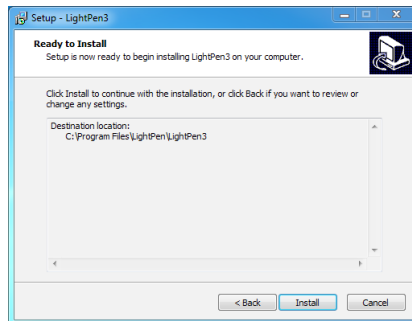 Setup - LightPen3
Ready to Install
Setup is now ready to begin installing LightPen3 on your computer.
Click Install to continue with the installation, or click Back if you want to review or
change any settings.
Destination location:
C:\Program Files\LightPen\LightPen3
< Back
Install
Cancel